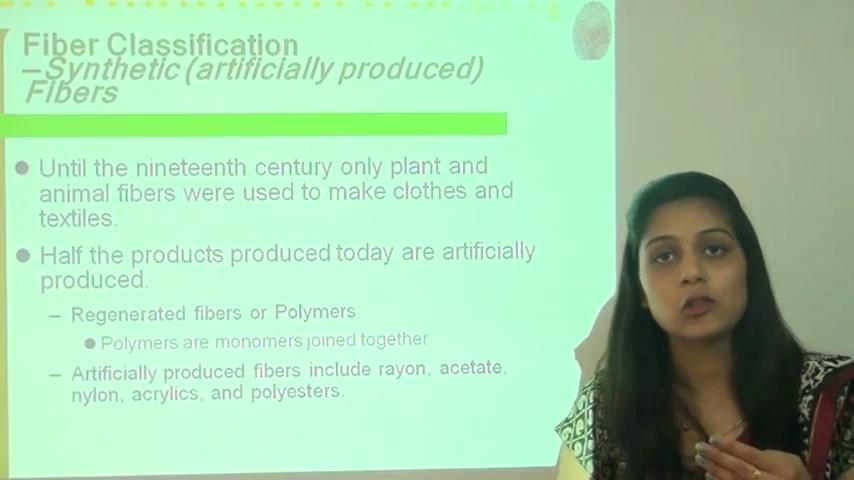 Fiber Classification
–Synthetic (artificially produced)
Fibers
● Until the nineteenth century only plant and
animal fibers were used to make clothes and
textiles.
● Half the products produced today are artificially
produced.
– Regenerated fibers or Polymers
● Polymers are monomers joined together
– Artificially produced fibers include rayon, acetate,
nylon, acrylics, and polyesters.